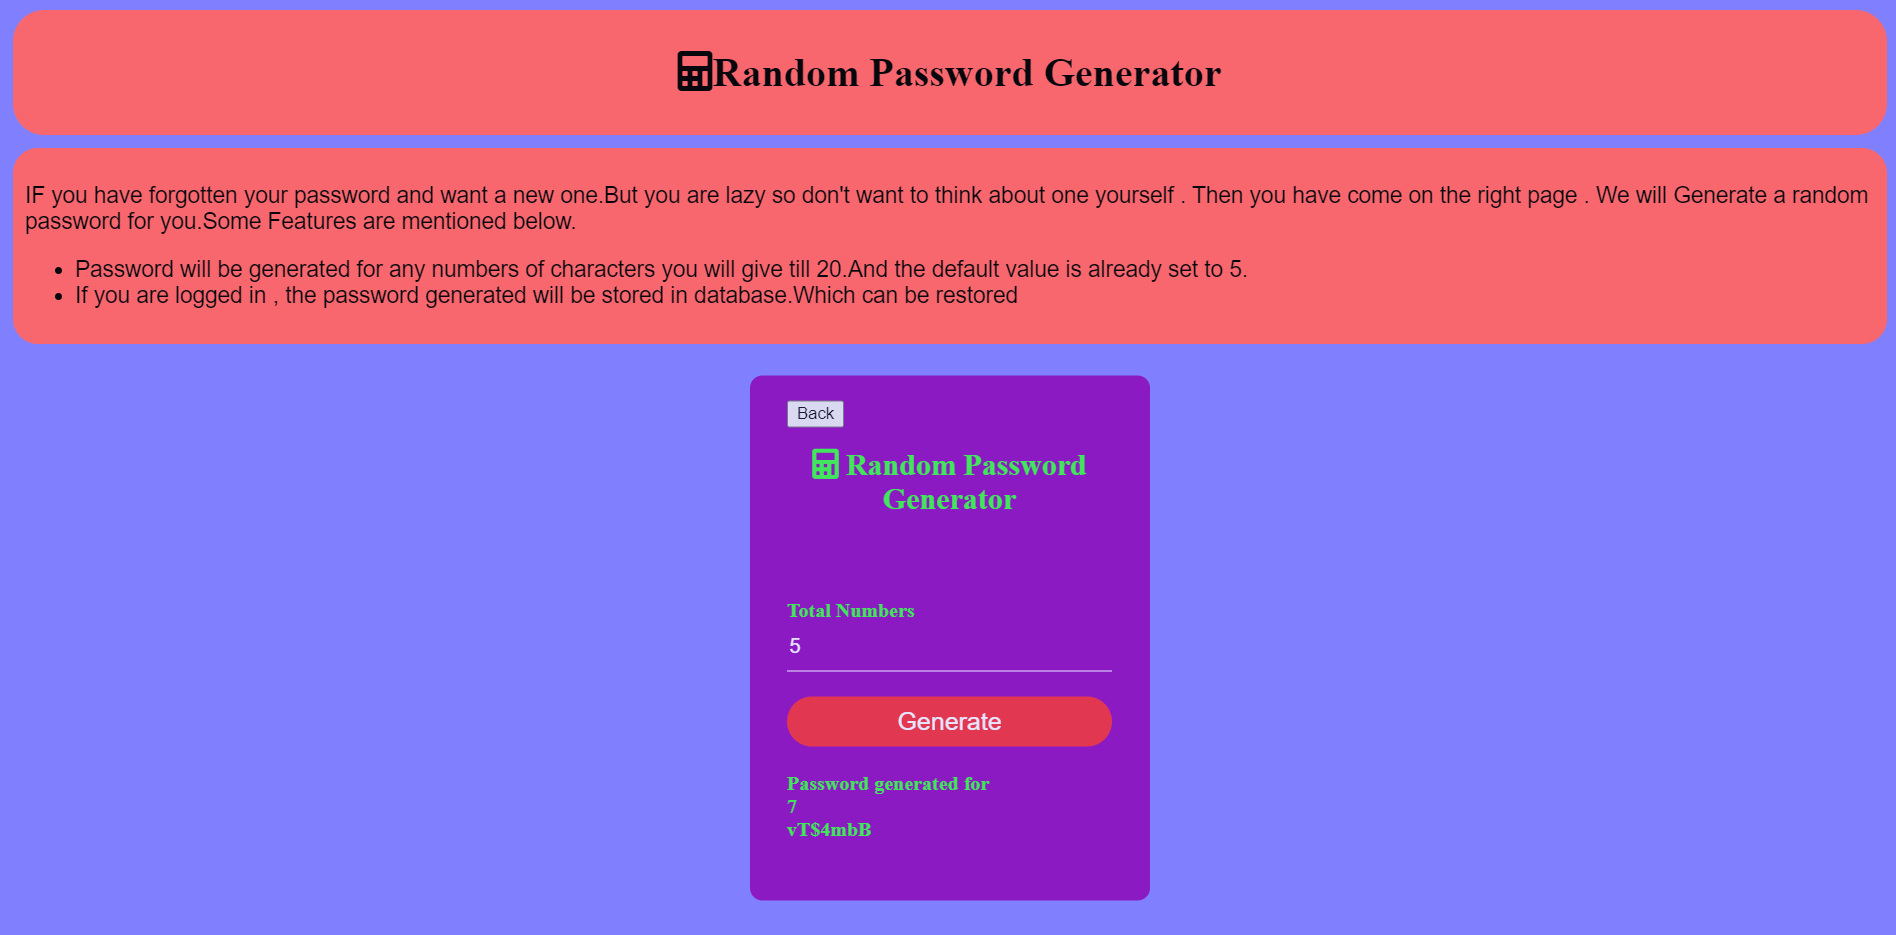 Random Password Generator
IF you have forgotten your password and want a new one.But you are lazy so don't want to think about one yourself . Then you have come on the right page . We will Generate a random
password for you.Some Features are mentioned below.
• Password will be generated for any numbers of characters you will give till 20.And the default value is already set to 5.
• If you are logged in , the password generated will be stored in database.Which can be restored
Back
Random Password
Generator
Total Numbers
5
Generate
Password generated for
7
vT$4mbB